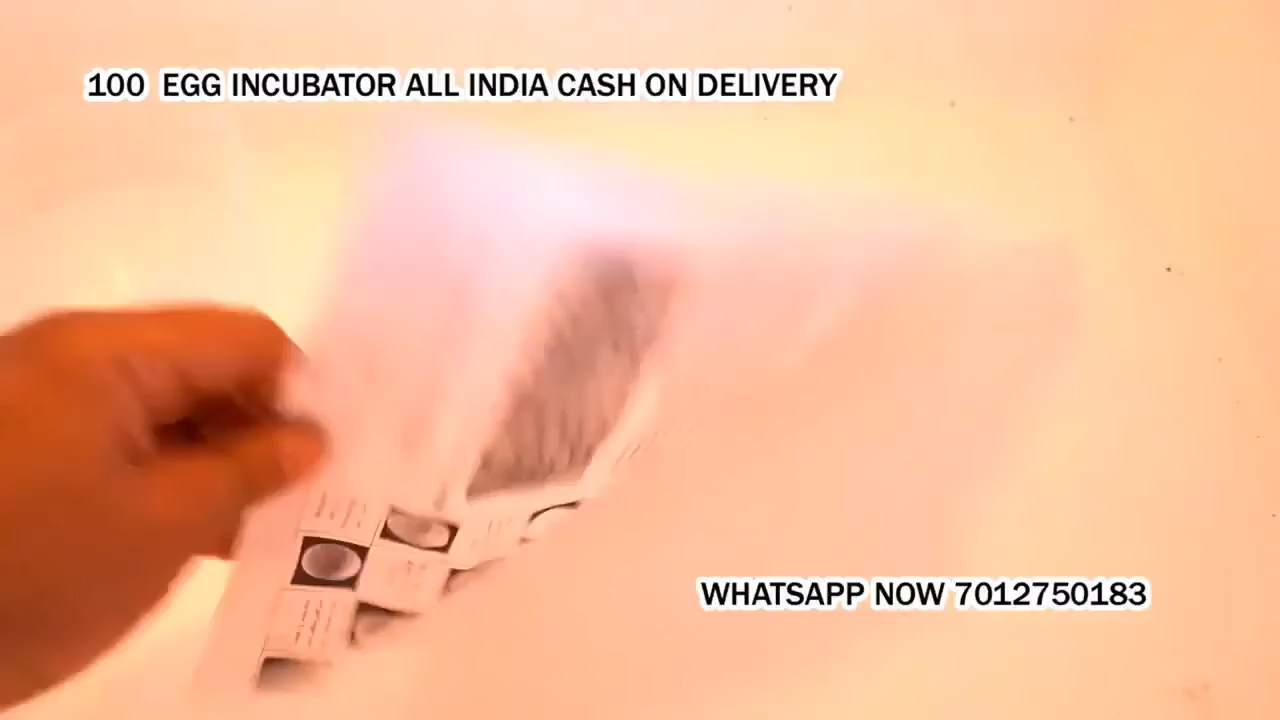 100 EGG INCUBATOR ALL INDIA CASH ON DELIVERY
WHATSAPP NOW 7012750183